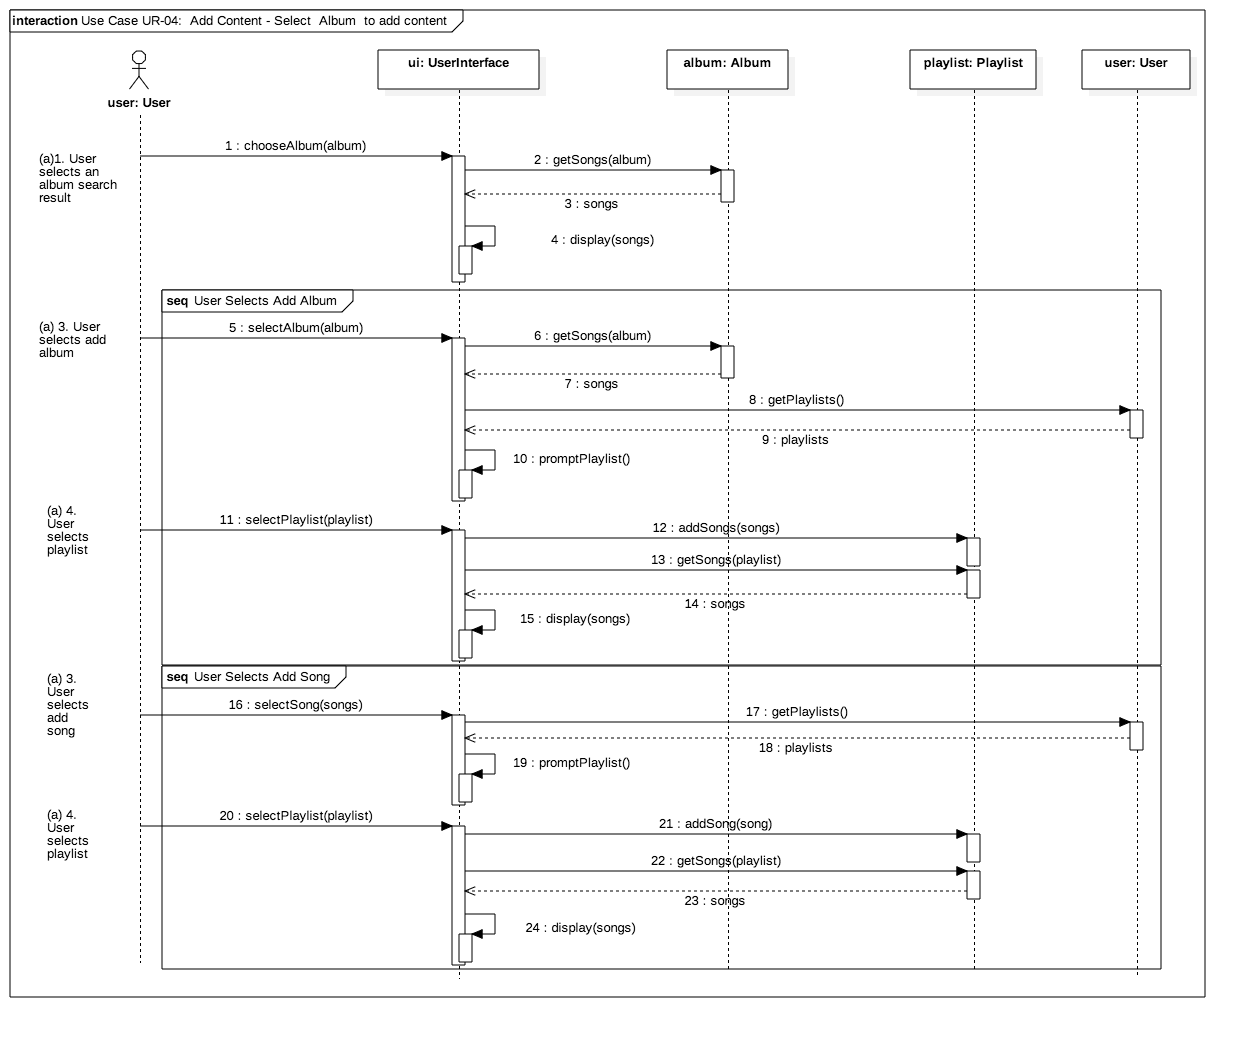 interaction Use Case UR-04: Add Content - Select Album to add content
user: User
ui: UserInterface
album: Album
playlist: Playlist
user: User
(a)1. User
selects an
album search
result
1 : chooseAlbum(album)
2 : getSongs(album)
3 : songs
4 : display(songs)
seq User Selects Add Album
(a) 3. User
selects add
album
5 : selectAlbum(album)
6 : getSongs(album)
7 : songs
8 : getPlaylists()
9 : playlists
10 : promptPlaylist()
(a) 4.
User
selects
playlist
11 : selectPlaylist(playlist)
12 : addSongs(songs)
13 : getSongs(playlist)
14 : songs
15 : display(songs)
seq User Selects Add Song
(a) 3.
User
selects
add
song
16 : selectSong(songs)
17 : getPlaylists()
18 : playlists
19 : promptPlaylist()
(a) 4.
User
selects
playlist
20 : selectPlaylist(playlist)
21 : addSong(song)
22 : getSongs(playlist)
23 : songs
24 : display(songs)